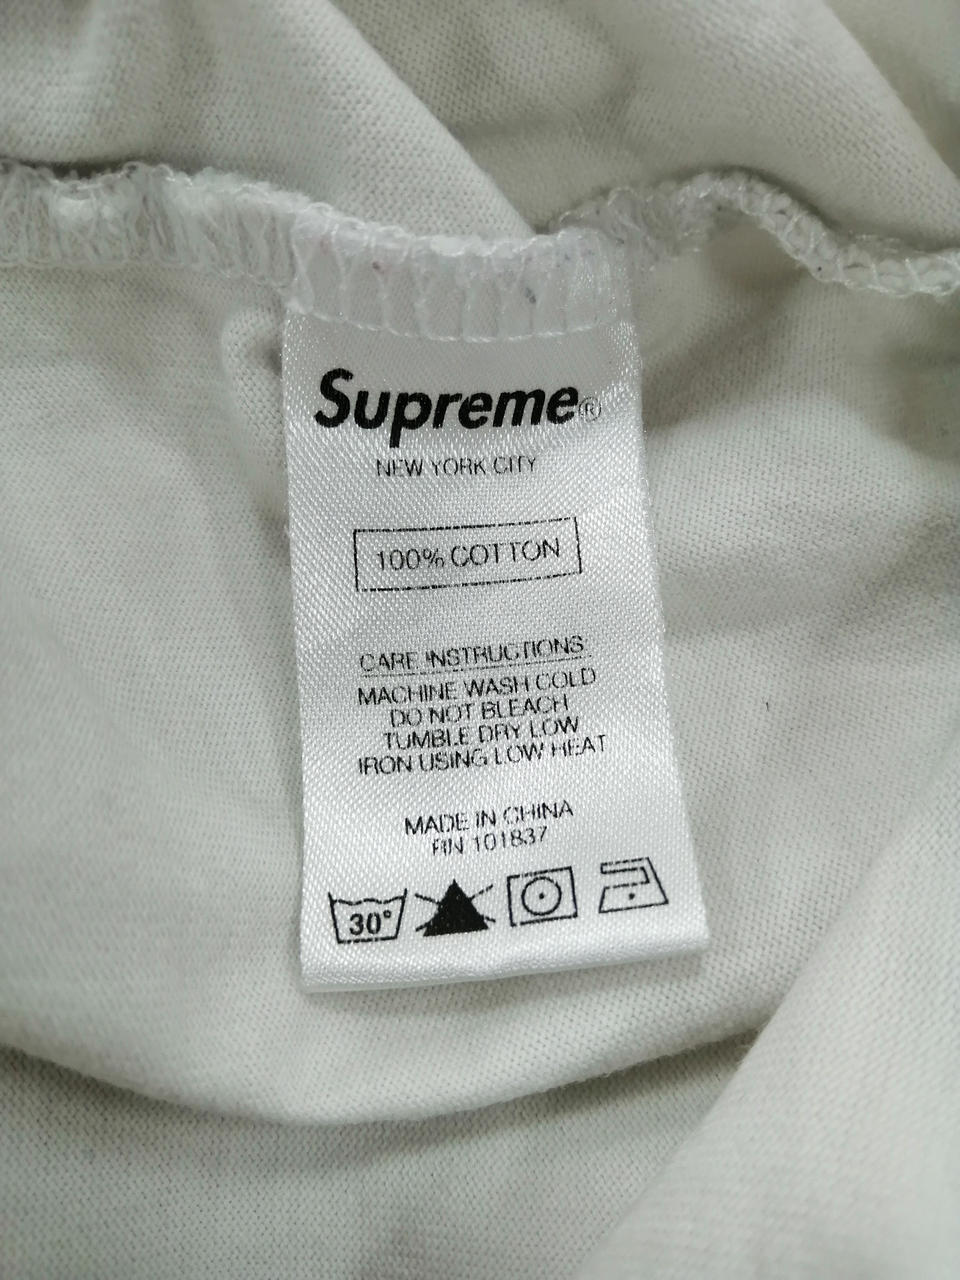 Supreme®
NEW YORK CITY
100% COTTON
CARE INSTRUCTIONS:
MACHINE WASH COLD
DO NOT BLEACH
TUMBLE DRY LOW
IRON USING LOW HEAT
MADE IN CHINA
RN 101837
30°